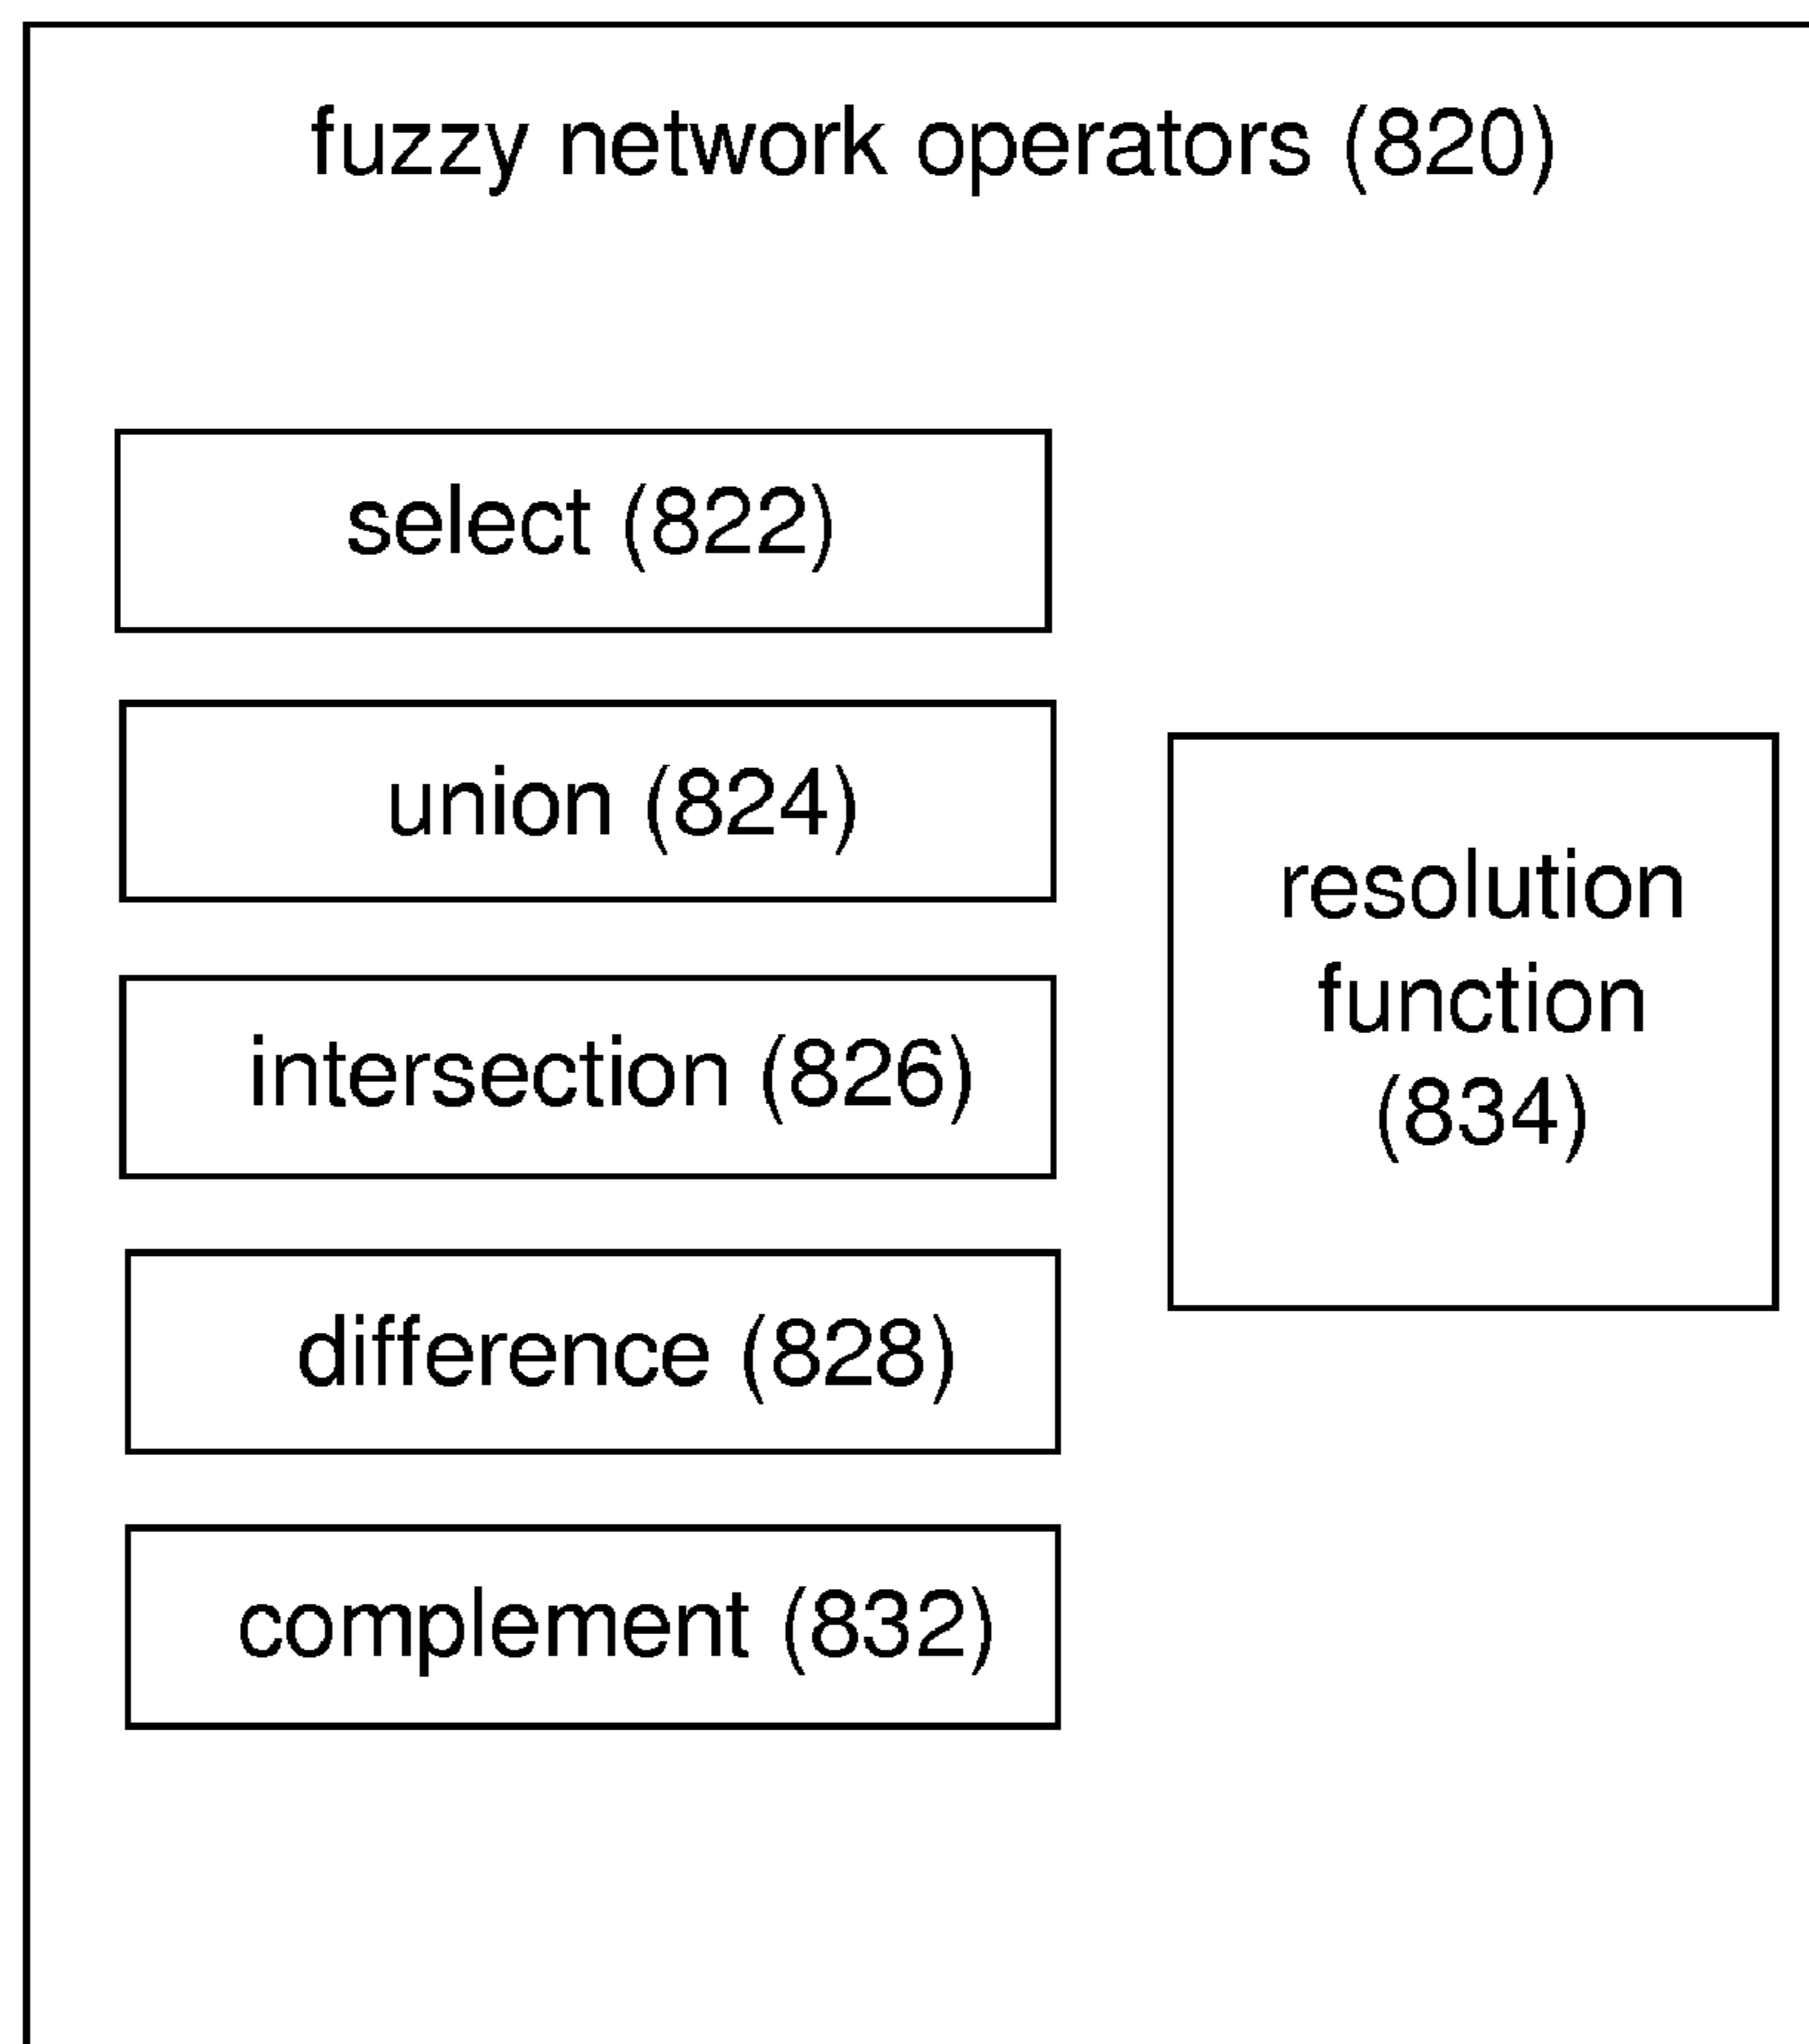 fuzzy network operators (820)
select (822)
union (824)
intersection (826)
difference (828)
complement (832)
resolution
function
(834)